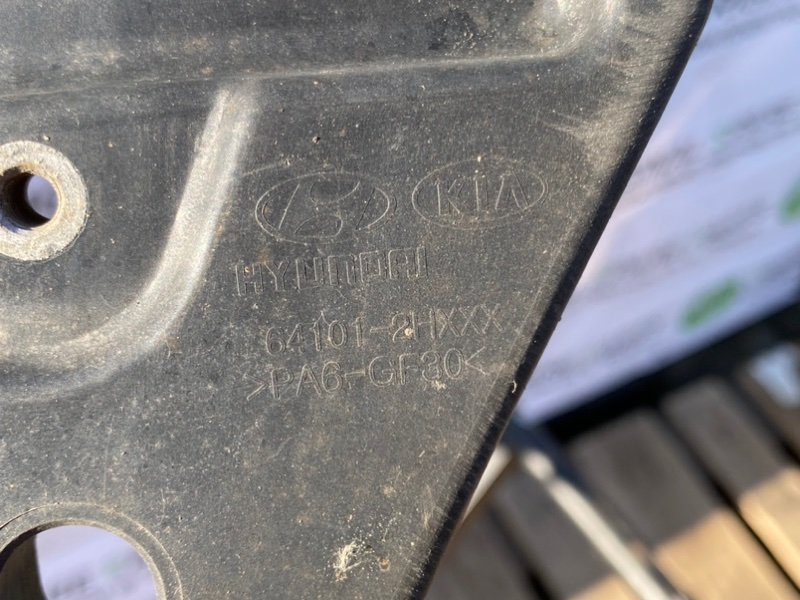 KIA
HYUNDAI
64101-2HXXX
>PA6-GF30<